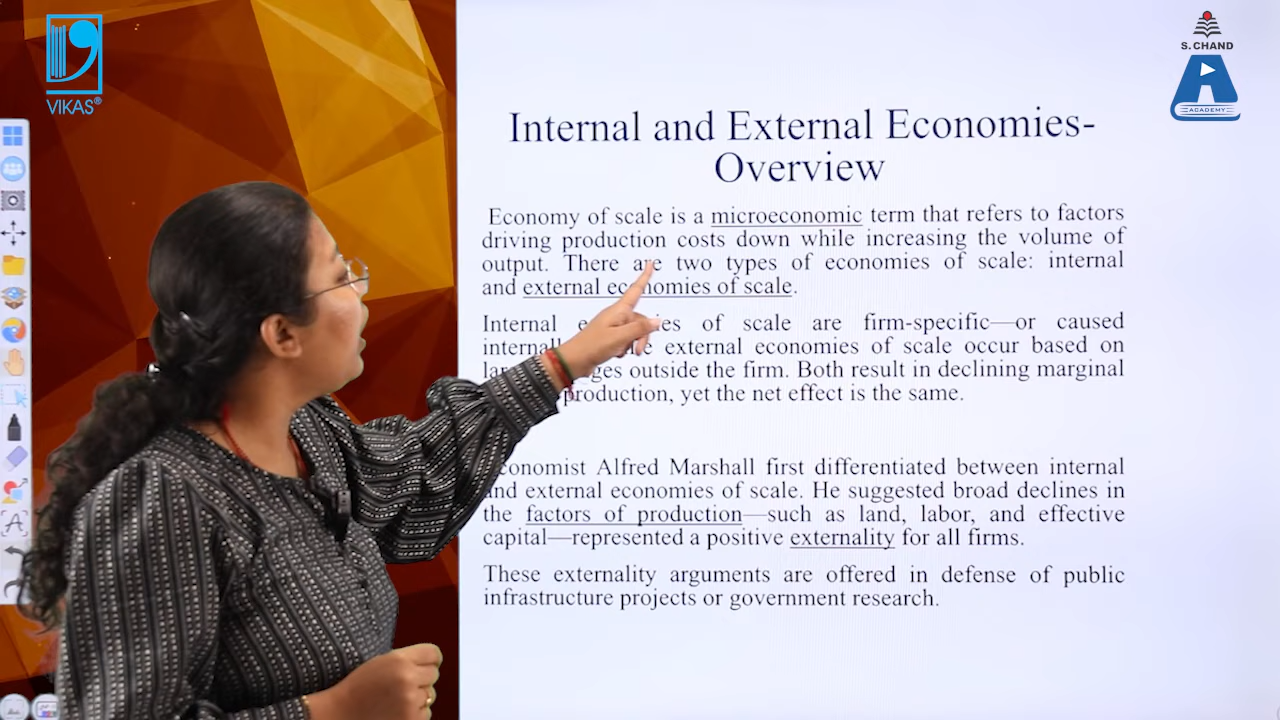 VIKAS®
S. CHAND
ACADEMY
Internal and External Economies-
Overview
Economy of scale is a microeconomic term that refers to factors
driving production costs down while increasing the volume of
output. There are two types of economies of scale: internal
and external economies of scale.
Internal of scale are firm-specific—or caused
external economies of scale occur based on
outside the firm. Both result in declining marginal
production, yet the net effect is the same.
Economist Alfred Marshall first differentiated between internal
and external economies of scale. He suggested broad declines in
the factors of production—such as land, labor, and effective
capital—represented a positive externality for all firms.
These externality arguments are offered in defense of public
infrastructure projects or government research.